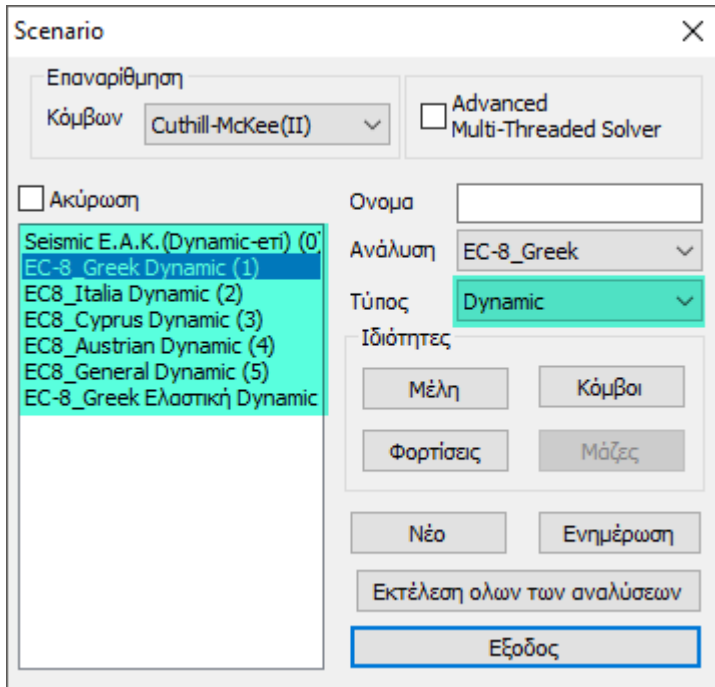 Scenario
Επαναρίθμηση
Κόμβων
Cuthill-McKee(II)
Advanced
Multi-Threaded Solver
Ακύρωση
Seismic E.A.K.(Dynamic-ετί) (0)
EC-8_Greek Dynamic (1)
EC8_Italia Dynamic (2)
EC8_Cyprus Dynamic (3)
EC8_Austrian Dynamic (4)
EC8_General Dynamic (5)
EC-8_Greek Ελαστική Dynamic
Ονομα
Ανάλυση
EC-8_Greek
Τύπος
Dynamic
Ιδιότητες
Μέλη
Κόμβοι
Φορτίσεις
Μάζες
Νέο
Ενημέρωση
Εκτέλεση ολων των αναλύσεων
Εξοδος